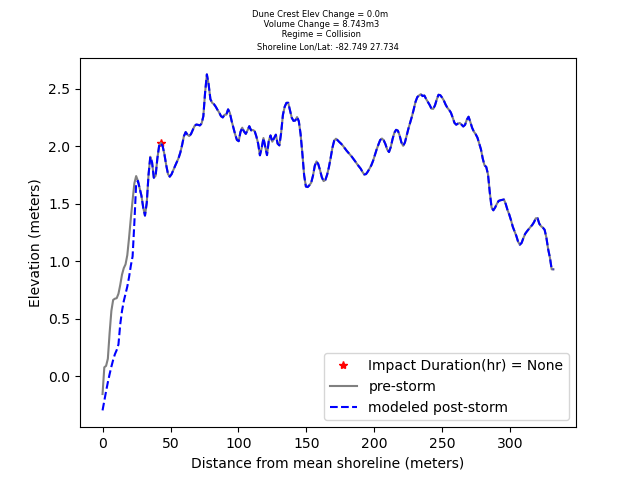 Dune Crest Elev Change = 0.0m
Volume Change = 8.743m3
Regime = Collision
Shoreline Lon/Lat: -82.749 27.734
2.5
2.0
1.5
1.0
0.5
0.0
Elevation (meters)
Impact Duration(hr) = None
pre-storm
modeled post-storm
0 50 100 150 200 250 300
Distance from mean shoreline (meters)